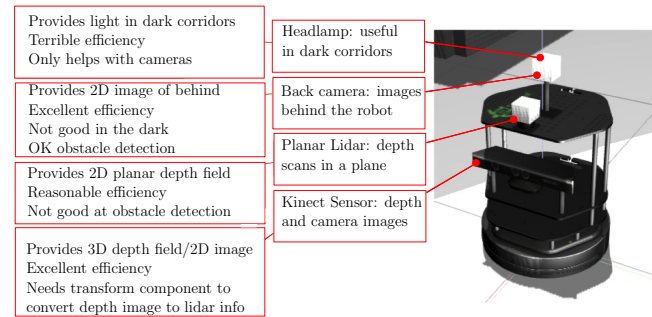 Provides light in dark corridors
Terrible efficiency
Only helps with cameras
Headlamp: useful
in dark corridors
Provides 2D image of behind
Excellent efficiency
Not good in the dark
OK obstacle detection
Back camera: images
behind the robot
Provides 2D planar depth field
Reasonable efficiency
Not good at obstacle detection
Planar Lidar: depth
scans in a plane
Provides 3D depth field/2D image
Excellent efficiency
Needs transform component to
convert depth image to lidar info
Kinect Sensor: depth
and camera images